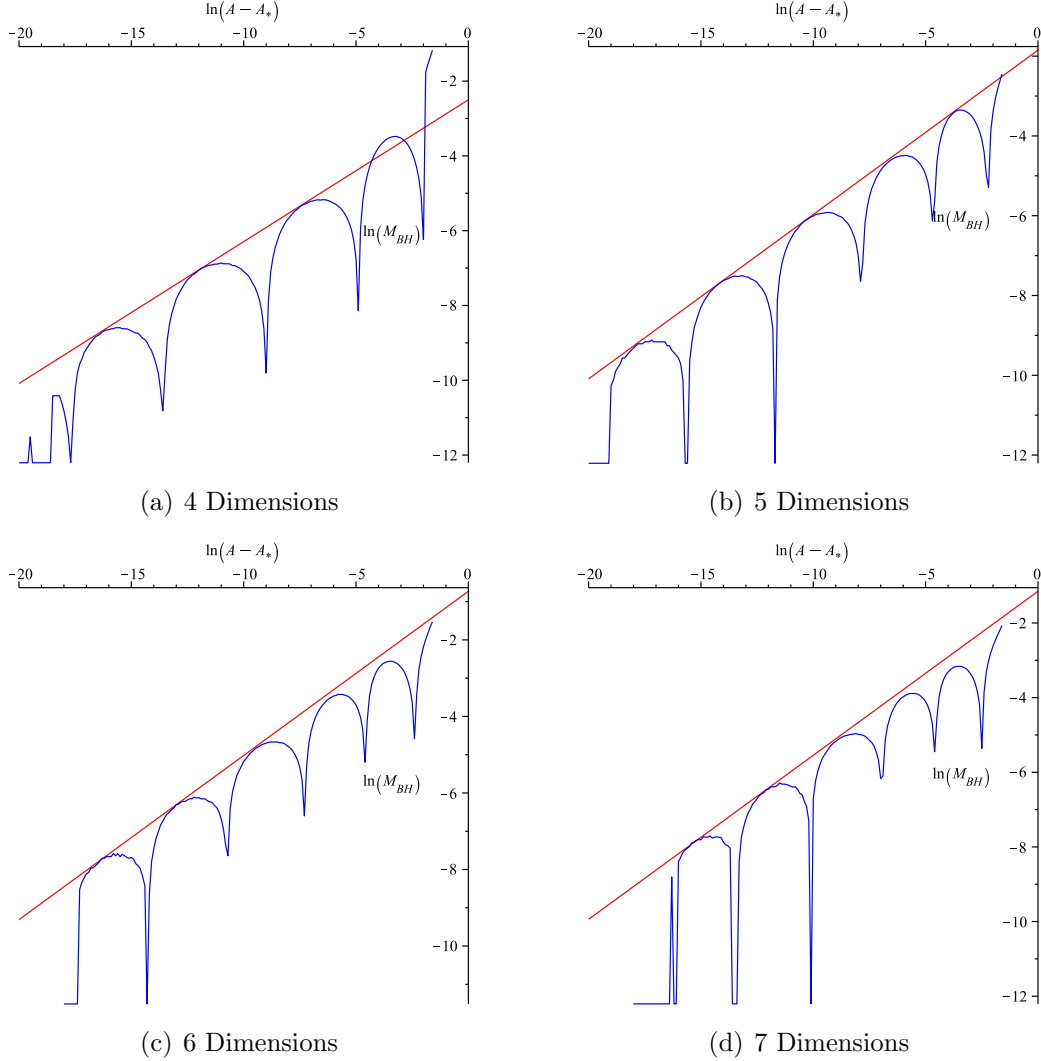 ln(A − A*)
−20 −15 −10 −5 0
−2
−4
−6
ln(M_BH)
−8
−10
−12
(a) 4 Dimensions
ln(A − A*)
−20 −15 −10 −5 0
−4
−6
ln(M_BH)
−8
−10
−12
(b) 5 Dimensions
ln(A − A*)
−20 −15 −10 −5 0
−2
−4
ln(M_BH)
−6
−8
−10
(c) 6 Dimensions
ln(A − A*)
−20 −15 −10 −5 0
−2
−4
−6
ln(M_BH)
−8
−10
−12
(d) 7 Dimensions